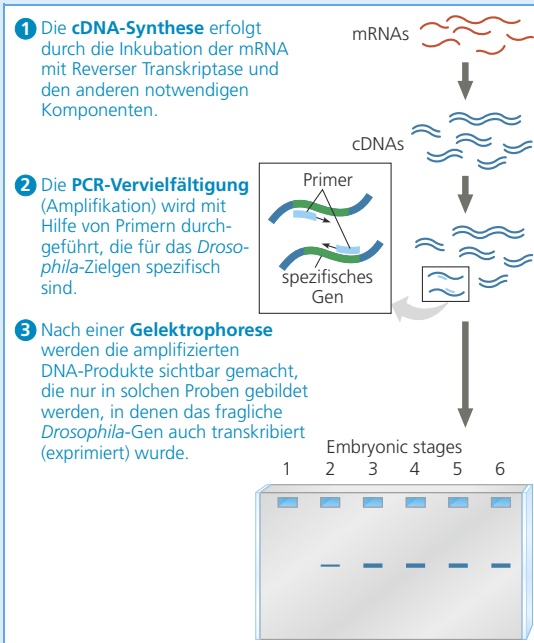 1 Die cDNA-Synthese erfolgt
durch die Inkubation der mRNA
mit Reverser Transkriptase und
den anderen notwendigen
Komponenten.
mRNAs
cDNAs
2 Die PCR-Vervielfältigung
(Amplifikation) wird mit
Hilfe von Primern durch-
geführt, die für das Droso-
phila-Zielgen spezifisch
sind.
Primer
spezifisches
Gen
3 Nach einer Gelektrophorese
werden die amplifizierten
DNA-Produkte sichtbar gemacht,
die nur in solchen Proben gebildet
werden, in denen das fragliche
Drosophila-Gen auch transkribiert
(exprimiert) wurde.
Embryonic stages
1 2 3 4 5 6